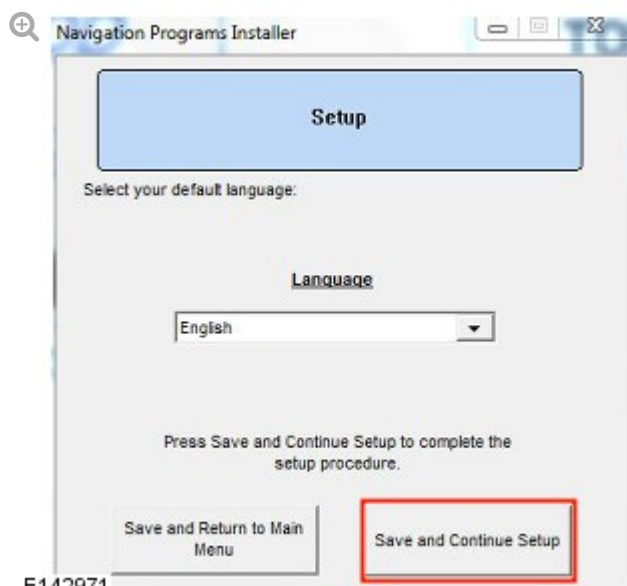 Navigation Programs Installer
Setup
Select your default language:
Language
English
Press Save and Continue Setup to complete the
setup procedure.
Save and Return to Main
Menu
Save and Continue Setup